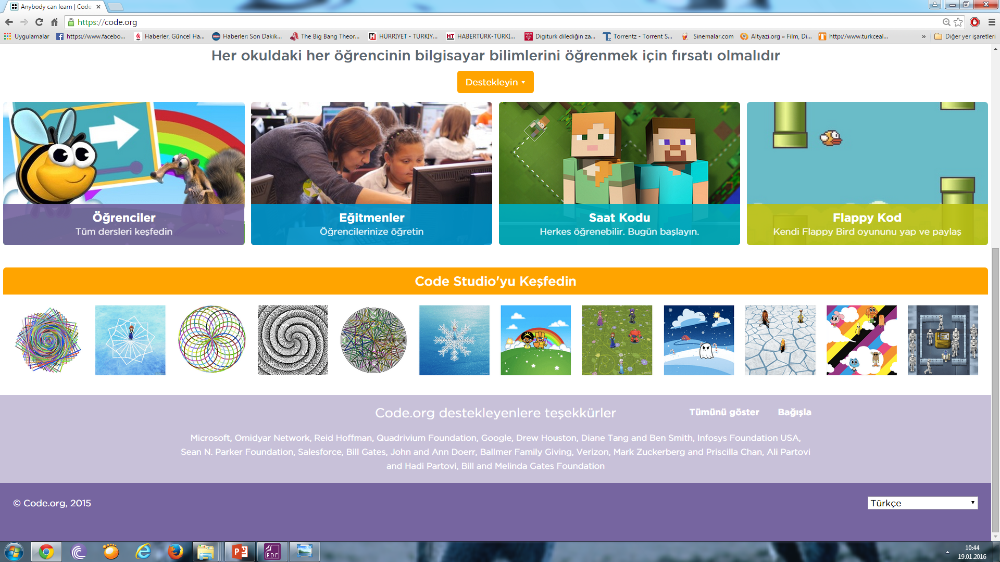 Anybody can learn | Code
https://code.org
Uygulamalar
https://www.facebo...
Haberler, Güncel Ha...
Haberler: Son Dakik...
The Big Bang Theor...
HÜRRİYET - TÜRKİY...
HABERTÜRK-TÜRKİ...
Digiturk dilediğin za...
Torrentz - Torrent S...
Sinemalar.com
Altyazi.org » Film, Di...
http://www.turkceal...
»
Diğer yer işaretleri
Her okuldaki her öğrencinin bilgisayar bilimlerini öğrenmek için fırsatı olmalıdır
Destekleyin
Öğrenciler
Tüm dersleri keşfedin
Eğitmenler
Öğrencilerinize öğretin
Saat Kodu
Herkes öğrenebilir. Bugün başlayın.
Flappy Kod
Kendi Flappy Bird oyununu yap ve paylaş
Code Studio'yu Keşfedin
Code.org destekleyenlere teşekkürler
Tümünü göster
Bağışla
Microsoft, Omidyar Network, Reid Hoffman, Quadrivium Foundation, Google, Drew Houston, Diane Tang and Ben Smith, Infosys Foundation USA,
Sean N. Parker Foundation, Salesforce, Bill Gates, John and Ann Doerr, Ballmer Family Giving, Verizon, Mark Zuckerberg and Priscilla Chan, Ali Partovi
and Hadi Partovi, Bill and Melinda Gates Foundation
© Code.org, 2015
Türkçe
PDF
10:44
19.01.2016